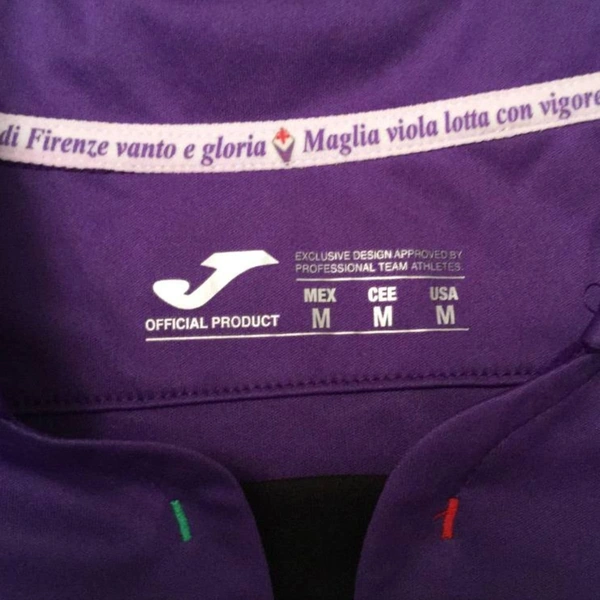 di Firenze vanto e gloria Maglia viola lotta con vigore
EXCLUSIVE DESIGN APPROVED BY
PROFESSIONAL TEAM ATHLETES.
MEX CEE USA
M M M
OFFICIAL PRODUCT